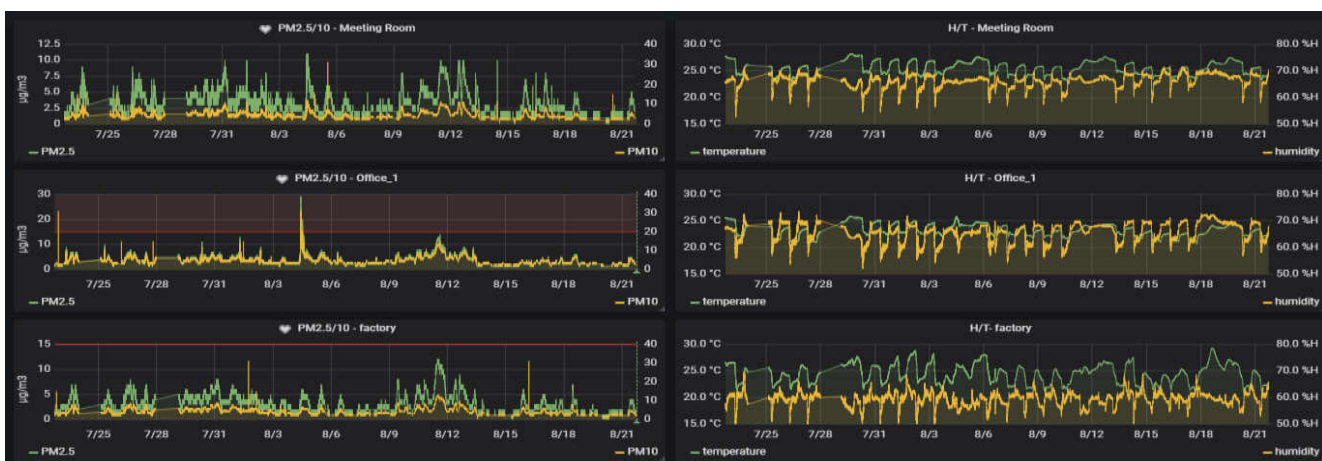 PM2.5/10 - Meeting Room
12.5
10.0
7.5
5.0
2.5
0
µg/m3
40
30
20
10
0
7/25 7/28 7/31 8/3 8/6 8/9 8/12 8/15 8/18 8/21
PM2.5 PM10
H/T - Meeting Room
30.0 °C
25.0 °C
20.0 °C
15.0 °C
80.0 %H
70.0 %H
60.0 %H
50.0 %H
7/25 7/28 7/31 8/3 8/6 8/9 8/12 8/15 8/18 8/21
temperature humidity
PM2.5/10 - Office_1
30
20
10
0
µg/m3
40
30
20
10
0
7/25 7/28 7/31 8/3 8/6 8/9 8/12 8/15 8/18 8/21
PM2.5 PM10
H/T - Office_1
30.0 °C
25.0 °C
20.0 °C
15.0 °C
80.0 %H
70.0 %H
60.0 %H
50.0 %H
7/25 7/28 7/31 8/3 8/6 8/9 8/12 8/15 8/18 8/21
temperature humidity
PM2.5/10 - factory
15
10
5
0
µg/m3
40
30
20
10
0
7/25 7/28 7/31 8/3 8/6 8/9 8/12 8/15 8/18 8/21
PM2.5 PM10
H/T- factory
30.0 °C
25.0 °C
20.0 °C
15.0 °C
80.0 %H
70.0 %H
60.0 %H
50.0 %H
7/25 7/28 7/31 8/3 8/6 8/9 8/12 8/15 8/18 8/21
temperature humidity